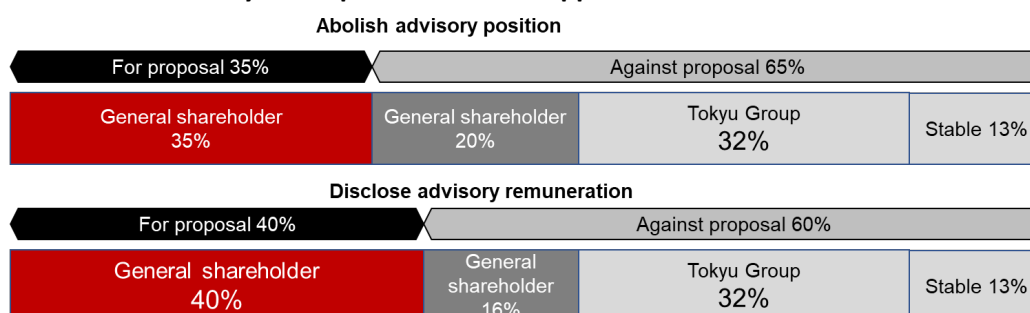 Abolish advisory position
For proposal 35%
Against proposal 65%
General shareholder
35%
General shareholder
20%
Tokyu Group
32%
Stable 13%
Disclose advisory remuneration
For proposal 40%
Against proposal 60%
General shareholder
40%
General
shareholder
16%
Tokyu Group
32%
Stable 13%